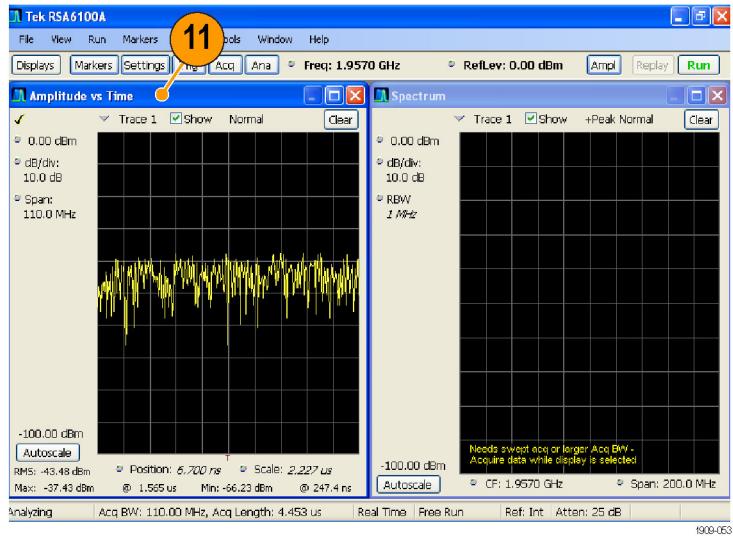 Tek RSA6100A
File View Run Markers ools Window Help
11
Displays Markers Settings Acq Ana Freq: 1.9570 GHz RefLev: 0.00 dBm Ampl Replay Run
Amplitude vs Time
Trace 1 Show Normal Clear
0.00 dBm
dB/div:
10.0 dB
Span:
110.0 MHz
-100.00 dBm
Autoscale
T
Position: 6.700 ns Scale: 2.227 us
RMS: -43.48 dBm
Max: -37.43 dBm @ 1.565 us Min: -66.23 dBm @ 247.4 ns
Spectrum
Trace 1 Show +Peak Normal Clear
0.00 dBm
dB/div:
10.0 dB
RBW
1 MHz
Needs swept acq or larger Acq BW -
Acquire data while display is selected
-100.00 dBm
Autoscale CF: 1.9570 GHz Span: 200.0 MHz
Analyzing Acq BW: 110.00 MHz, Acq Length: 4.453 us Real Time Free Run Ref: Int Atten: 25 dB
1909-053